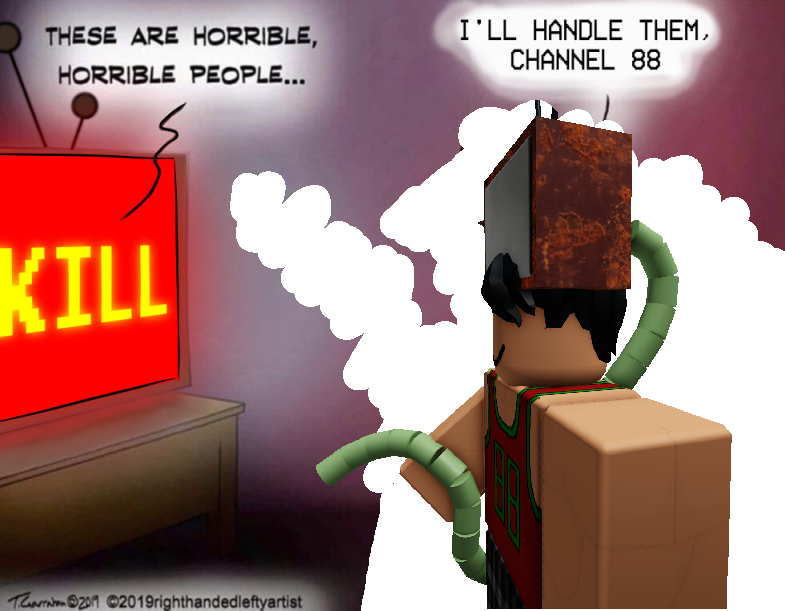 THESE ARE HORRIBLE,
HORRIBLE PEOPLE...
I'LL HANDLE THEM,
CHANNEL 88
KILL
88
©2019 ©2019righthandedleftyartist